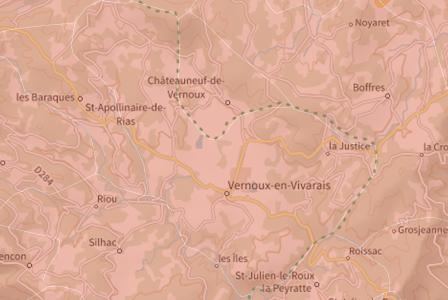 Noyaret
Châteauneuf-de-
Vernoux
Boffres
les Baraques
St-Apollinaire-de-
Rias
la Justice
la Cro
D284
Vernoux-en-Vivarais
Riou
Grosjeanne
Silhac
Roissac
les Îles
encon
St-Julien-le-Roux
la Peyratte